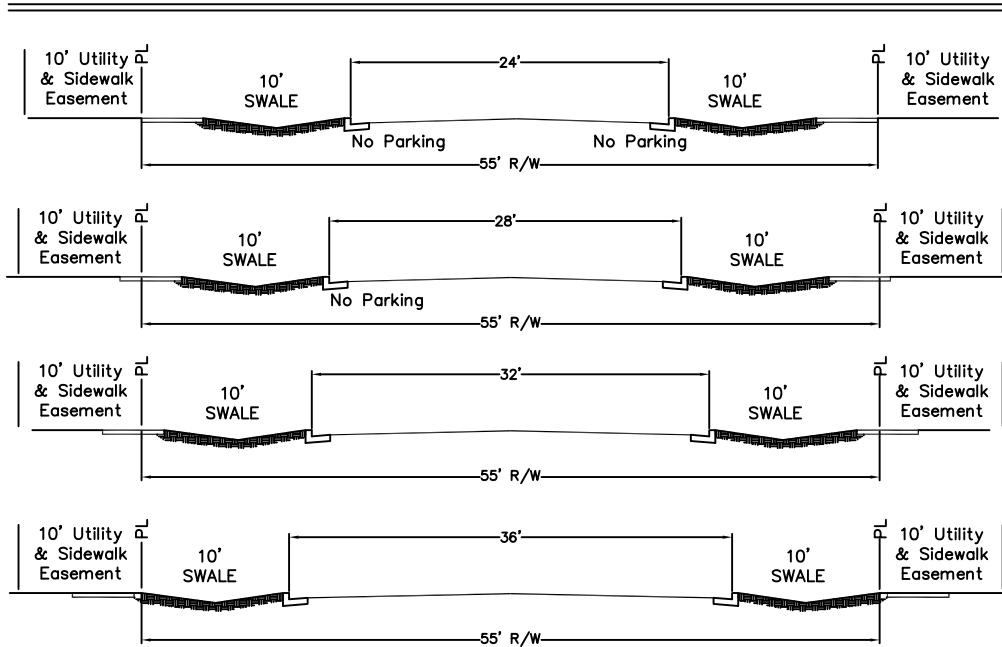 10' Utility
& Sidewalk
Easement
PL
10'
SWALE
24'
10'
SWALE
PL
10' Utility
& Sidewalk
Easement
No Parking
No Parking
55' R/W
10' Utility
& Sidewalk
Easement
PL
10'
SWALE
28'
10'
SWALE
PL
10' Utility
& Sidewalk
Easement
No Parking
55' R/W
10' Utility
& Sidewalk
Easement
PL
10'
SWALE
32'
10'
SWALE
PL
10' Utility
& Sidewalk
Easement
55' R/W
10' Utility
& Sidewalk
Easement
PL
10'
SWALE
36'
10'
SWALE
PL
10' Utility
& Sidewalk
Easement
55' R/W